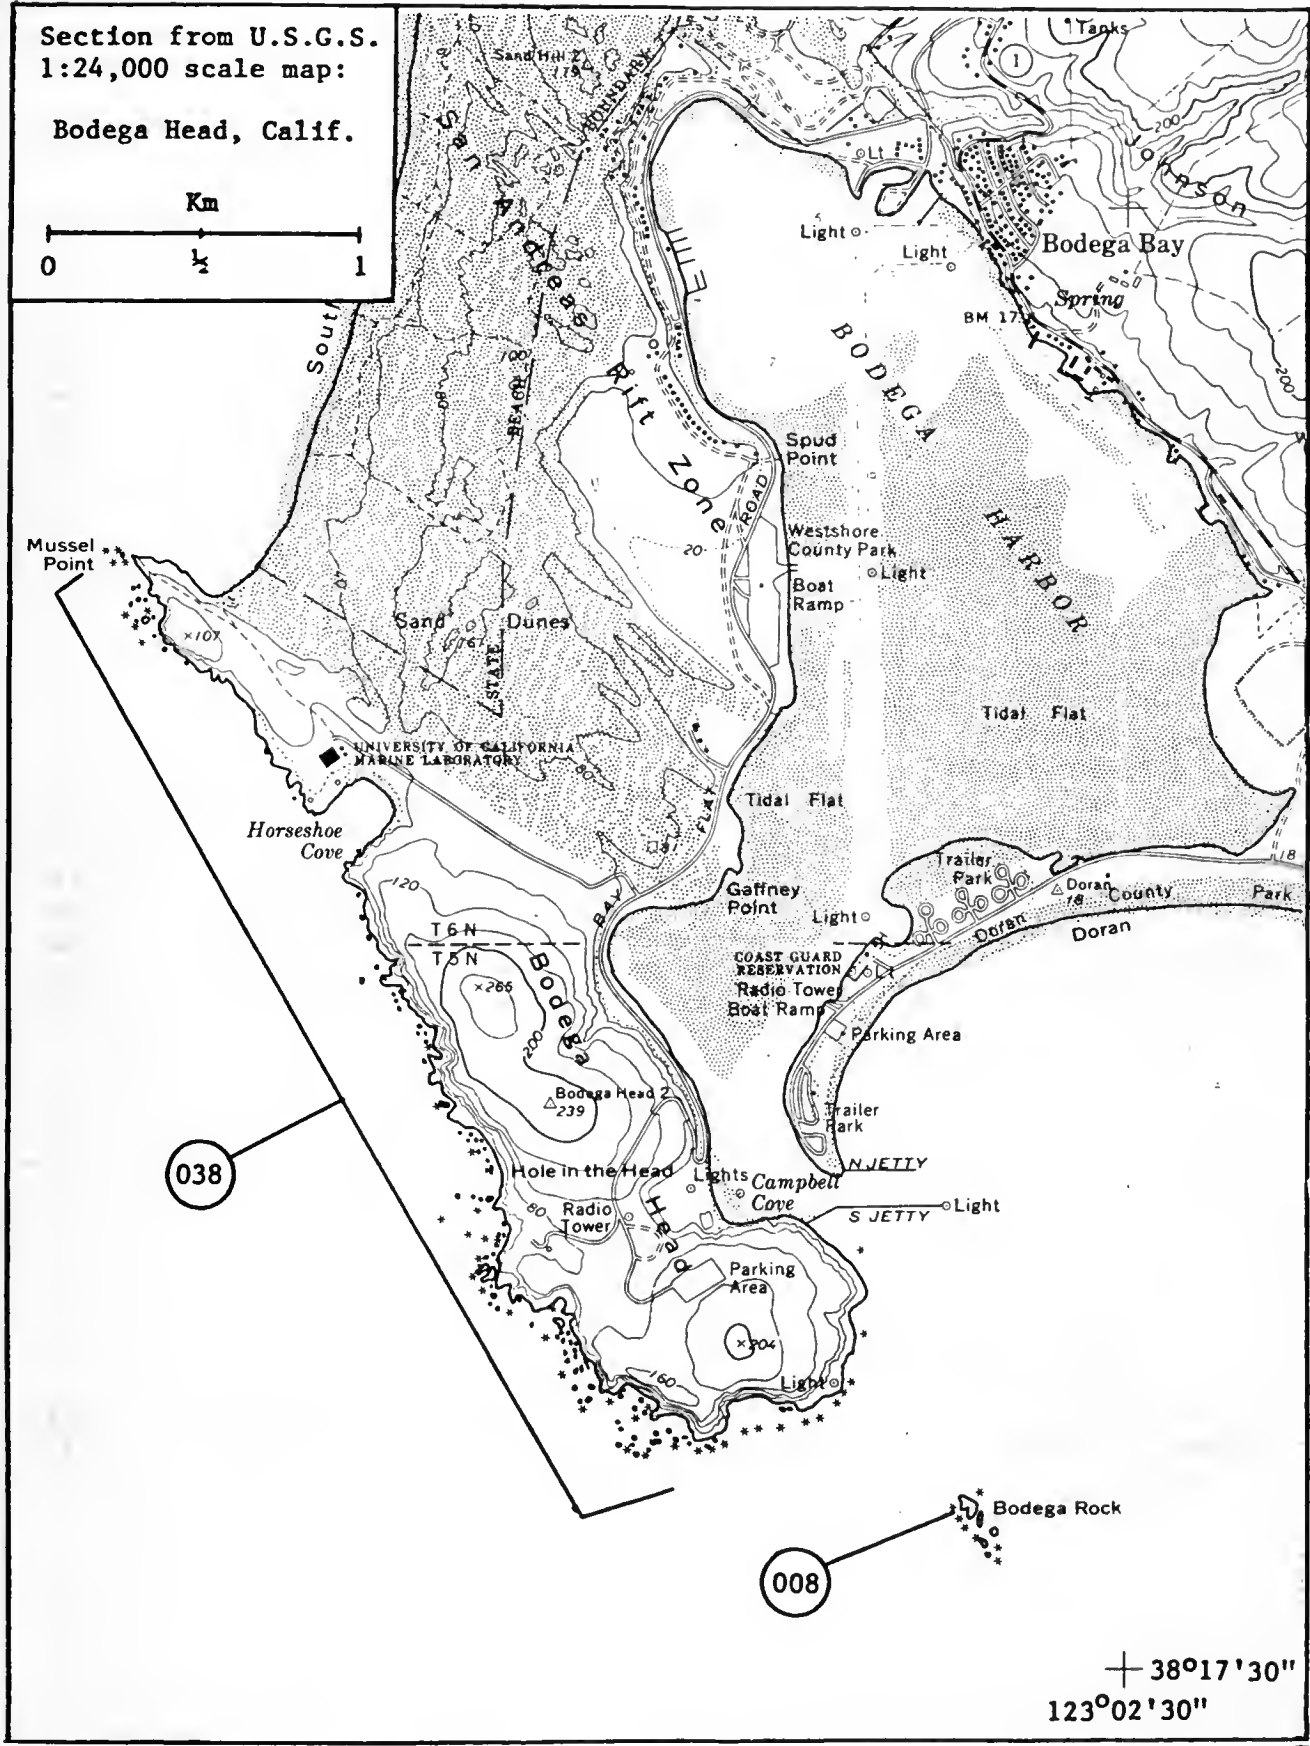 Section from U.S.G.S.
1:24,000 scale map:
Bodega Head, Calif.
Km
0 ½ 1
Sand Hill 2
179
BOUNDARY
Tanks
1
200
Johnson
Lt
San Andreas Rift Zone
Light
Light
Bodega Bay
Spring
BM 17
200
South
BODEGA
HARBOR
100
80
BEACH
STATE
Spud
Point
ROAD
20
Westshore
County Park
Light
Boat
Ramp
Mussel
Point
40
×107
Sand Dunes
161
Tidal Flat
UNIVERSITY OF CALIFORNIA
MARINE LABORATORY
80
Tidal Flat
FLAT
BAY
Horseshoe
Cove
120
Gaffney
Point
Light
Trailer
Park
Doran
18
County
Park
18
Doran
Doran
T 6 N
T 5 N
×265
200
Bodega
Head
COAST GUARD
RESERVATION
Radio Tower
Boat Ramp
Lt
Parking Area
Bodega Head 2
239
Trailer
Park
038
Hole in the Head
Lights
Campbell
Cove
N JETTY
S JETTY
Light
80
Radio
Tower
Parking
Area
×204
160
Light
Bodega Rock
008
38°17'30"
123°02'30"